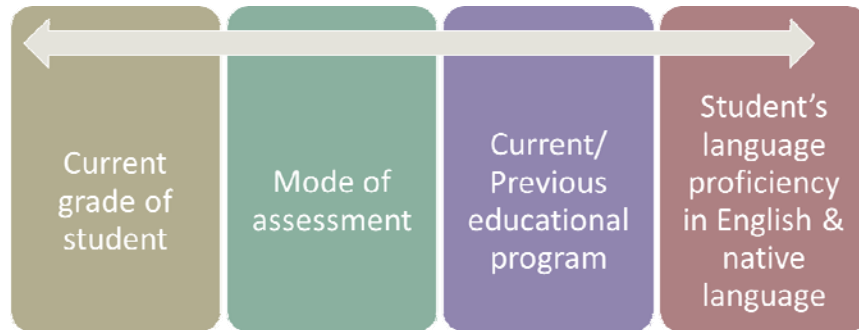 Current
grade of
student
Mode of
assessment
Current/
Previous
educational
program
Student’s
language
proficiency
in English &
native
language